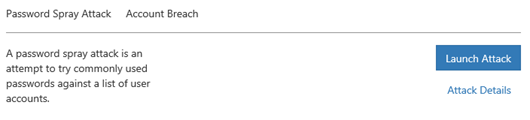 Password Spray Attack Account Breach
A password spray attack is an
attempt to try commonly used
passwords against a list of user
accounts.
Launch Attack
Attack Details